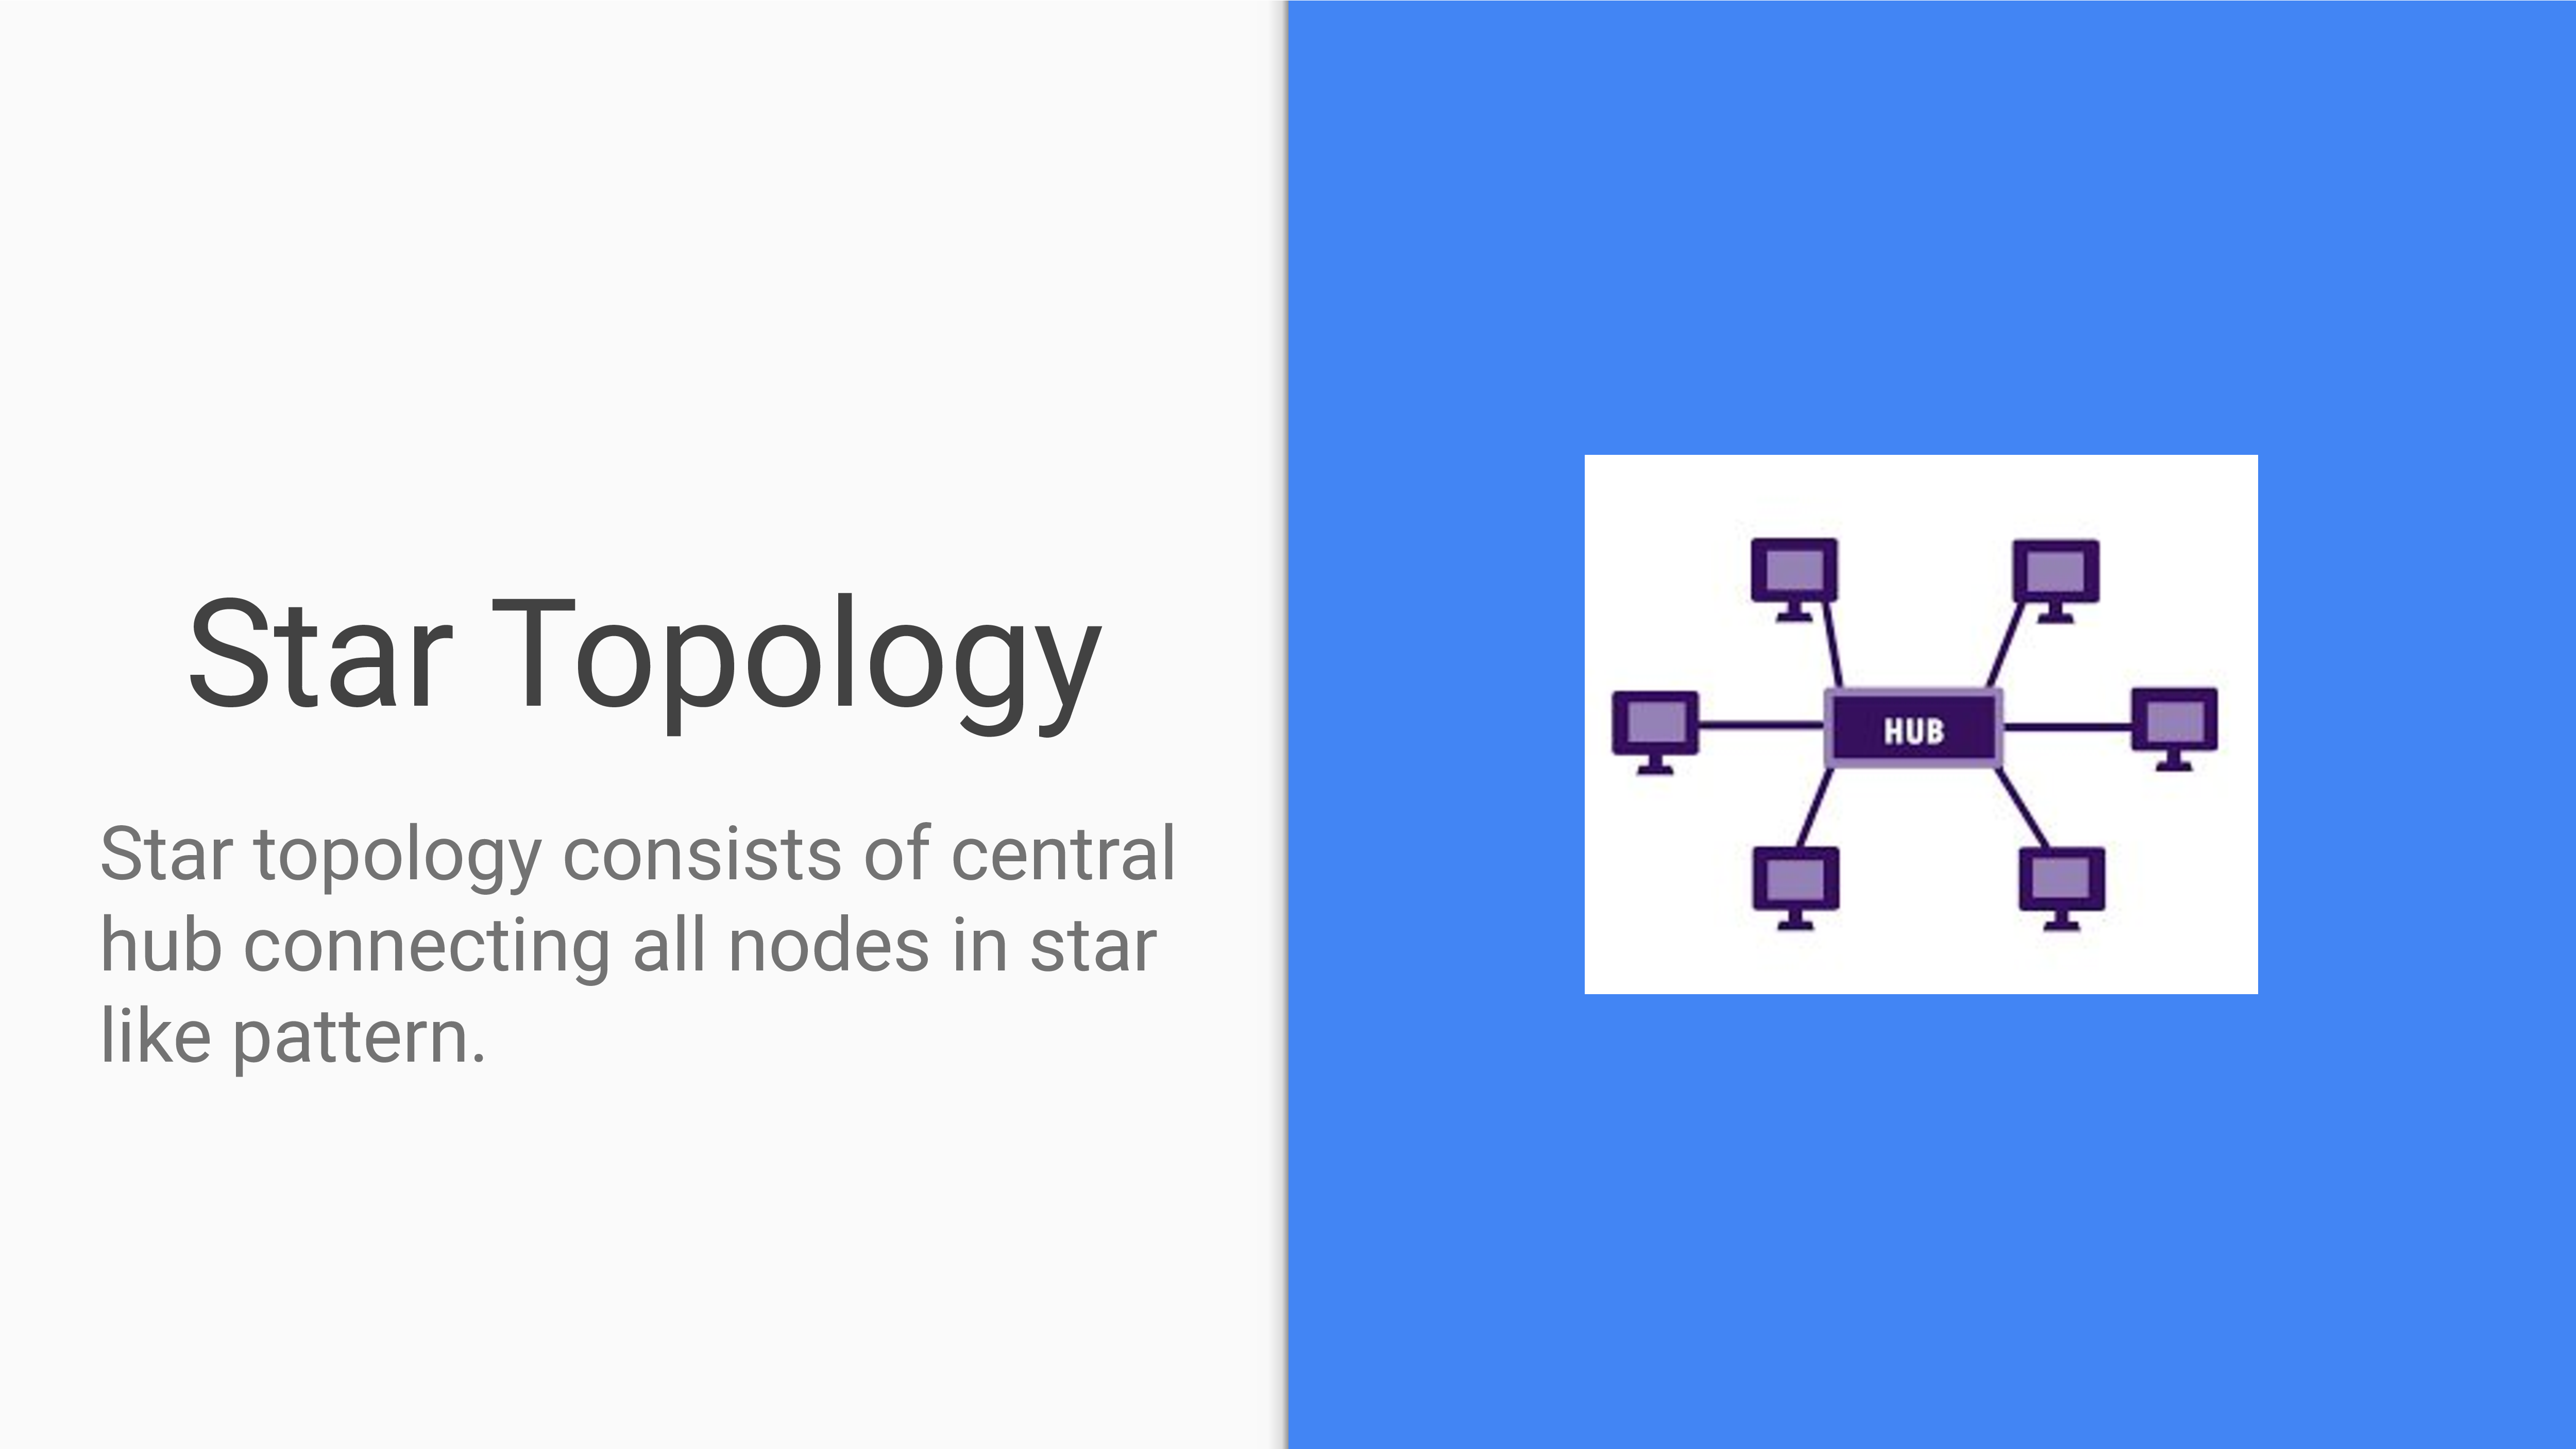 Star Topology
Star topology consists of central
hub connecting all nodes in star
like pattern.
HUB